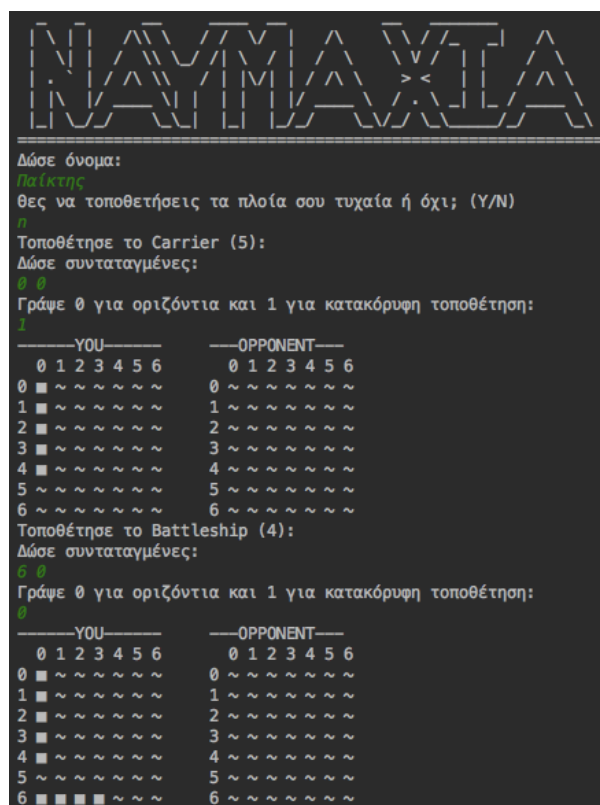 ΝΑΥΜΑΧΙΑ
Δώσε όνομα:
Παίκτης
Θες να τοποθετήσεις τα πλοία σου τυχαία ή όχι; (Y/N)
n
Τοποθέτησε το Carrier (5):
Δώσε συνταταγμένες:
0 0
Γράψε 0 για οριζόντια και 1 για κατακόρυφη τοποθέτηση:
1
——————YOU—————— ———OPPONENT———
0 1 2 3 4 5 6 0 1 2 3 4 5 6
0 ■ ~ ~ ~ ~ ~ ~ 0 ~ ~ ~ ~ ~ ~ ~
1 ■ ~ ~ ~ ~ ~ ~ 1 ~ ~ ~ ~ ~ ~ ~
2 ■ ~ ~ ~ ~ ~ ~ 2 ~ ~ ~ ~ ~ ~ ~
3 ■ ~ ~ ~ ~ ~ ~ 3 ~ ~ ~ ~ ~ ~ ~
4 ■ ~ ~ ~ ~ ~ ~ 4 ~ ~ ~ ~ ~ ~ ~
5 ~ ~ ~ ~ ~ ~ ~ 5 ~ ~ ~ ~ ~ ~ ~
6 ~ ~ ~ ~ ~ ~ ~ 6 ~ ~ ~ ~ ~ ~ ~
Τοποθέτησε το Battleship (4):
Δώσε συνταταγμένες:
6 0
Γράψε 0 για οριζόντια και 1 για κατακόρυφη τοποθέτηση:
0
——————YOU—————— ———OPPONENT———
0 1 2 3 4 5 6 0 1 2 3 4 5 6
0 ■ ~ ~ ~ ~ ~ ~ 0 ~ ~ ~ ~ ~ ~ ~
1 ■ ~ ~ ~ ~ ~ ~ 1 ~ ~ ~ ~ ~ ~ ~
2 ■ ~ ~ ~ ~ ~ ~ 2 ~ ~ ~ ~ ~ ~ ~
3 ■ ~ ~ ~ ~ ~ ~ 3 ~ ~ ~ ~ ~ ~ ~
4 ■ ~ ~ ~ ~ ~ ~ 4 ~ ~ ~ ~ ~ ~ ~
5 ~ ~ ~ ~ ~ ~ ~ 5 ~ ~ ~ ~ ~ ~ ~
6 ■ ■ ■ ■ ~ ~ ~ 6 ~ ~ ~ ~ ~ ~ ~